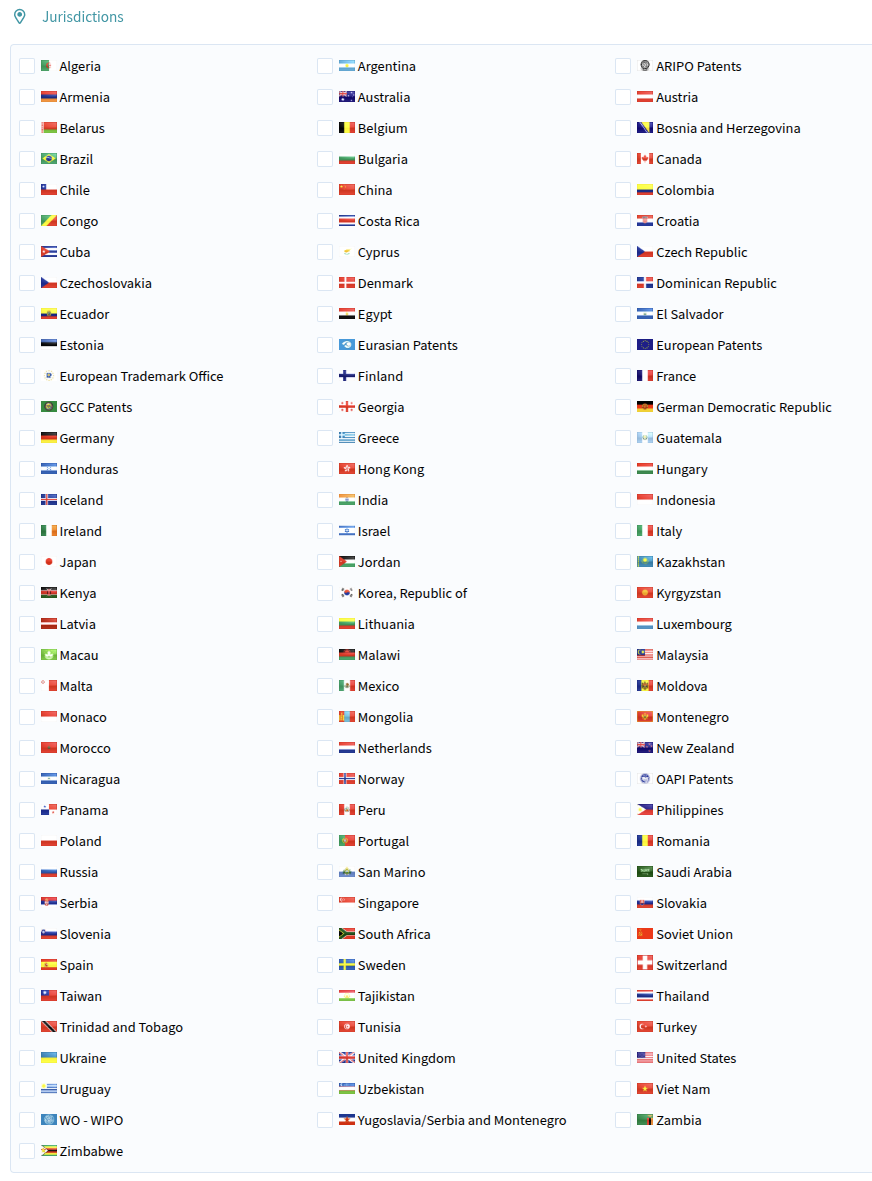 Jurisdictions
Algeria Argentina ARIPO Patents
Armenia Australia Austria
Belarus Belgium Bosnia and Herzegovina
Brazil Bulgaria Canada
Chile China Colombia
Congo Costa Rica Croatia
Cuba Cyprus Czech Republic
Czechoslovakia Denmark Dominican Republic
Ecuador Egypt El Salvador
Estonia Eurasian Patents European Patents
European Trademark Office Finland France
GCC Patents Georgia German Democratic Republic
Germany Greece Guatemala
Honduras Hong Kong Hungary
Iceland India Indonesia
Ireland Israel Italy
Japan Jordan Kazakhstan
Kenya Korea, Republic of Kyrgyzstan
Latvia Lithuania Luxembourg
Macau Malawi Malaysia
Malta Mexico Moldova
Monaco Mongolia Montenegro
Morocco Netherlands New Zealand
Nicaragua Norway OAPI Patents
Panama Peru Philippines
Poland Portugal Romania
Russia San Marino Saudi Arabia
Serbia Singapore Slovakia
Slovenia South Africa Soviet Union
Spain Sweden Switzerland
Taiwan Tajikistan Thailand
Trinidad and Tobago Tunisia Turkey
Ukraine United Kingdom United States
Uruguay Uzbekistan Viet Nam
WO - WIPO Yugoslavia/Serbia and Montenegro Zambia
Zimbabwe